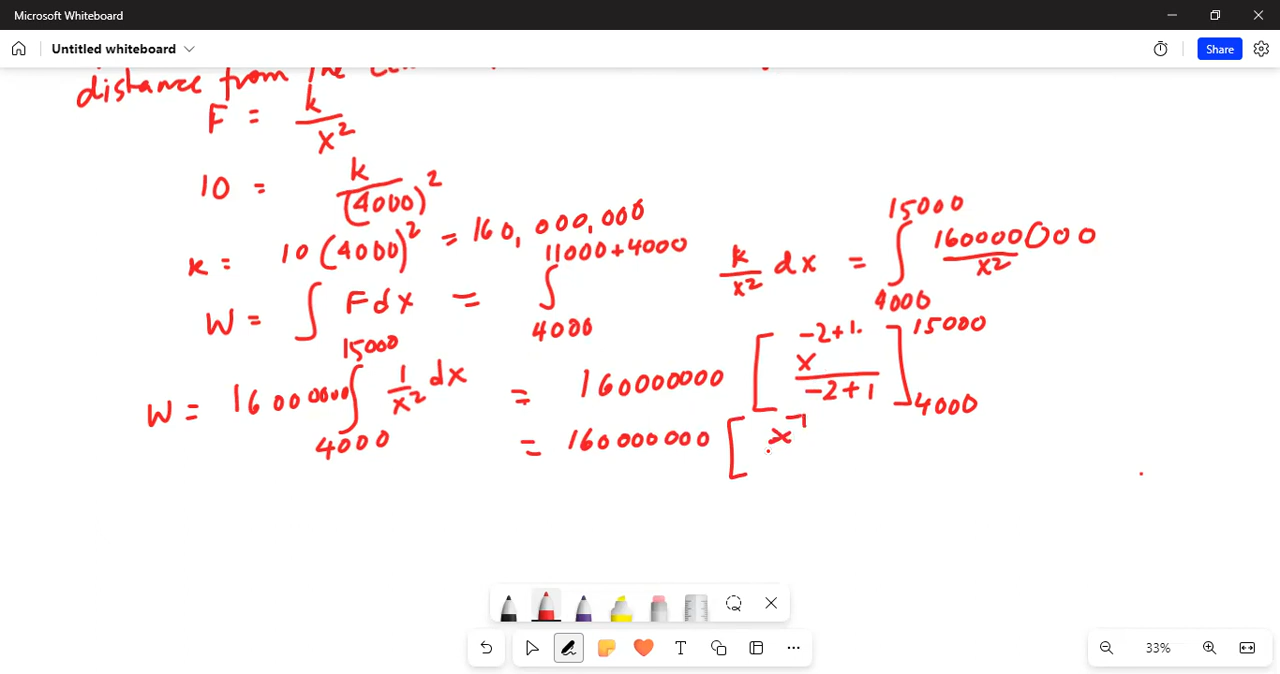 Microsoft Whiteboard
Untitled whiteboard
Share
distance from the
F = k / x²
10 = k / (4000)²
k = 10 (4000)² = 160,000,000
W = ∫ F dx = ∫₄₀₀₀^11000+4000 k/x² dx = ∫₄₀₀₀^15000 160000000/x²
W = 160000000 ∫₄₀₀₀^15000 1/x² dx = 160000000 [ x^-2+1 / -2+1 ]₄₀₀₀^15000
= 160000000 [ x^-1
33%